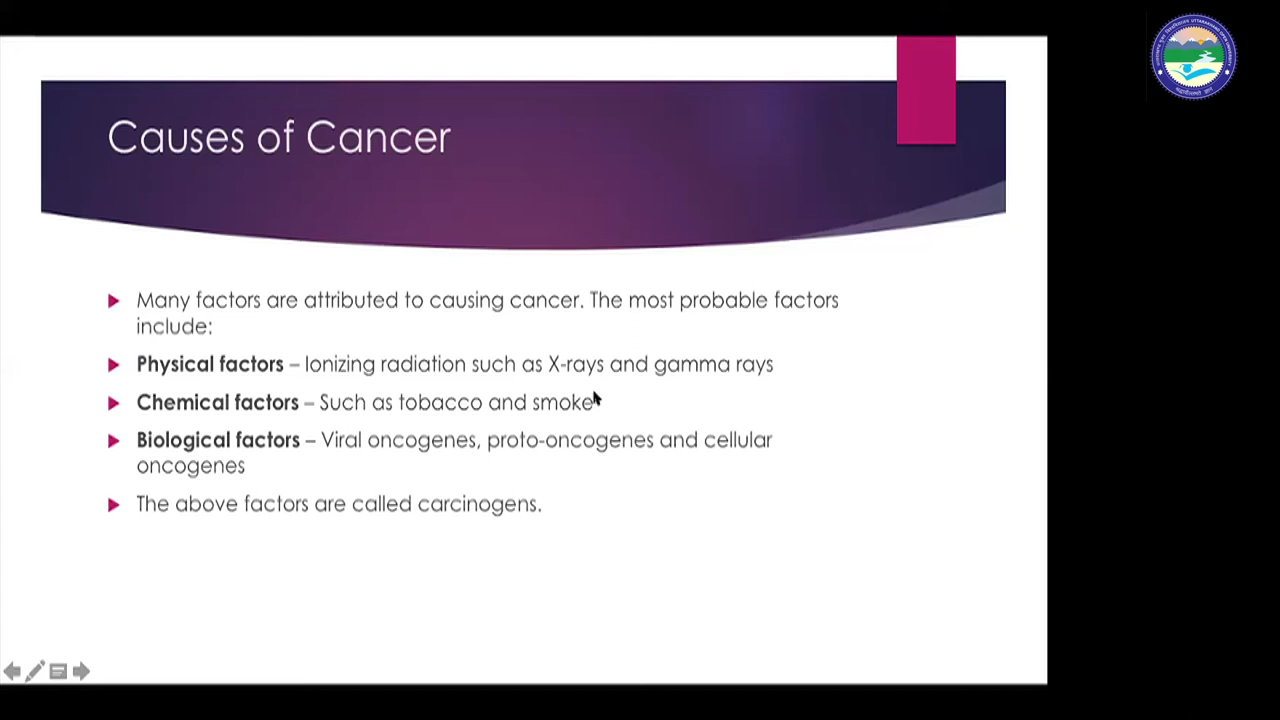 Causes of Cancer
Many factors are attributed to causing cancer. The most probable factors
include:
Physical factors – Ionizing radiation such as X-rays and gamma rays
Chemical factors – Such as tobacco and smoke
Biological factors – Viral oncogenes, proto-oncogenes and cellular
oncogenes
The above factors are called carcinogens.